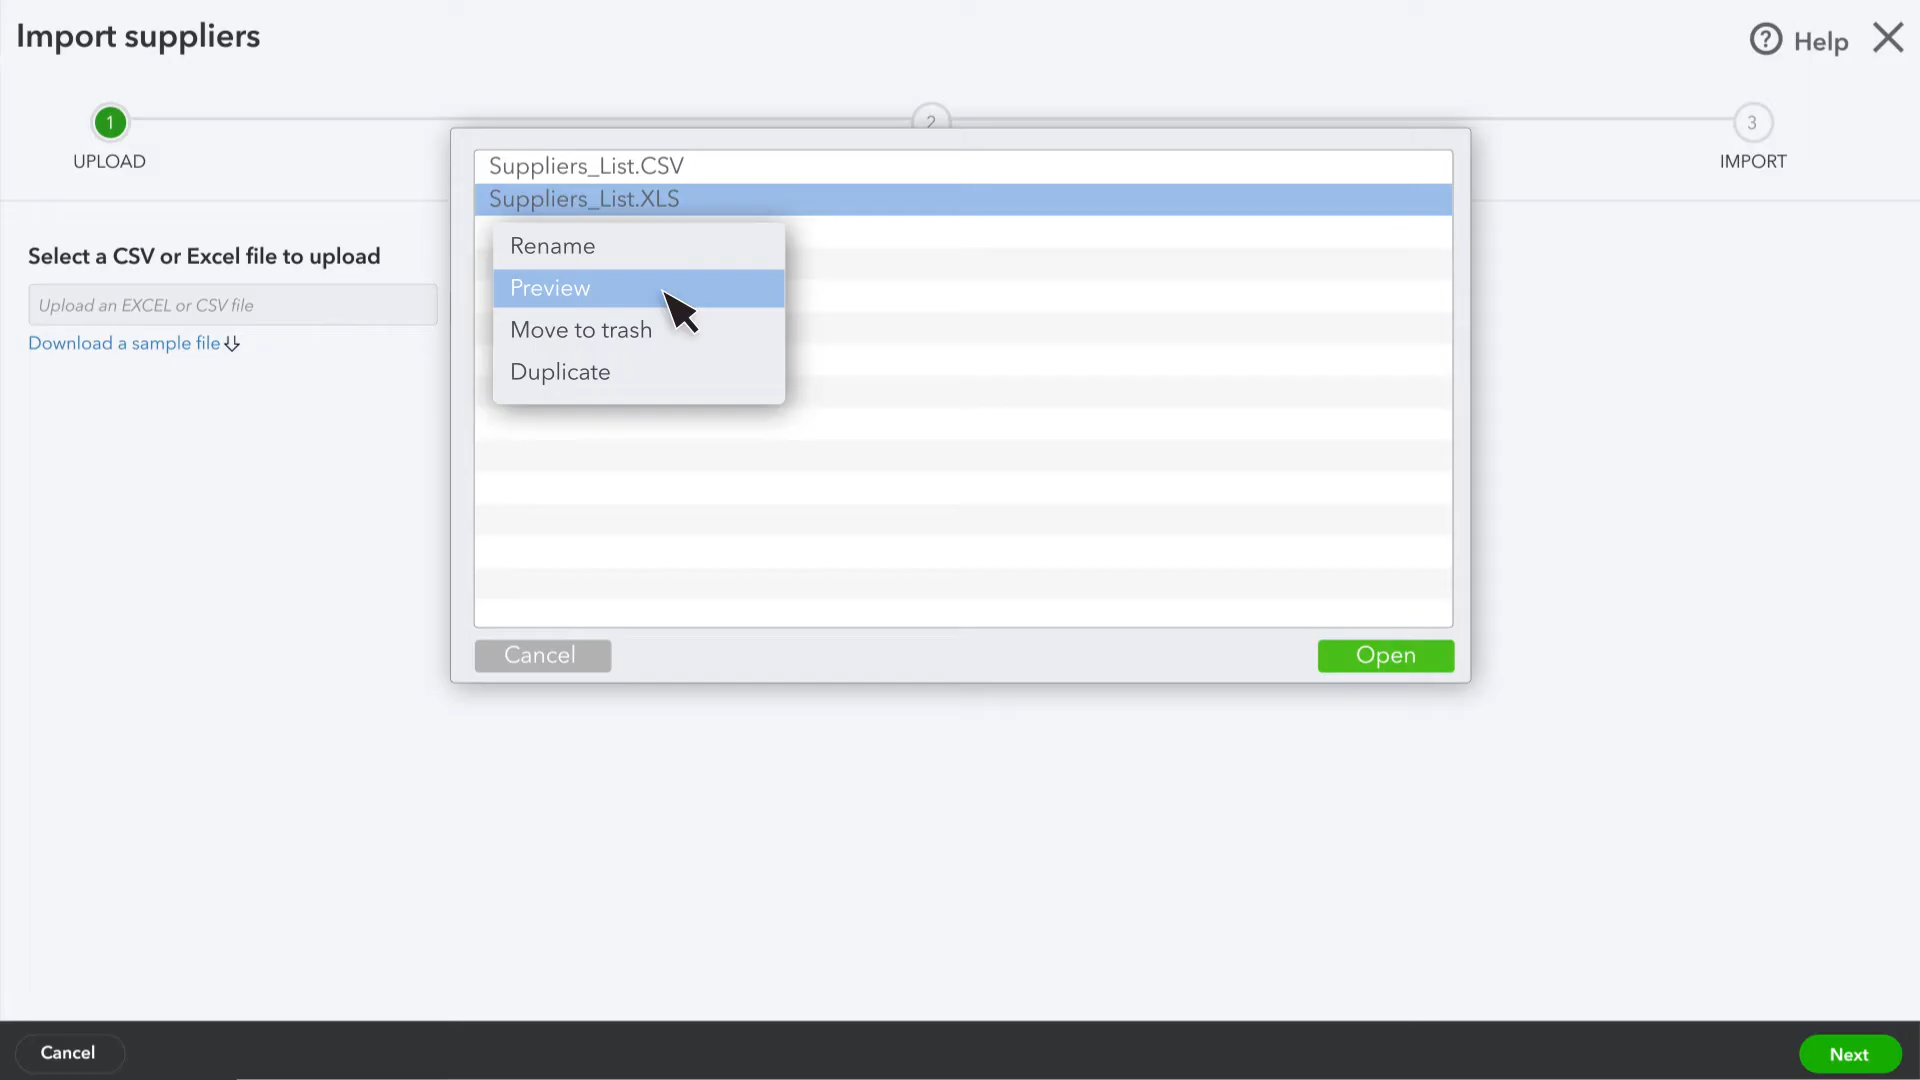 Import suppliers
? Help
1
2
3
UPLOAD
IMPORT
Suppliers_List.CSV
Suppliers_List.XLS
Select a CSV or Excel file to upload
Upload an EXCEL or CSV file
Download a sample file
Rename
Preview
Move to trash
Duplicate
Cancel
Open
Cancel
Next